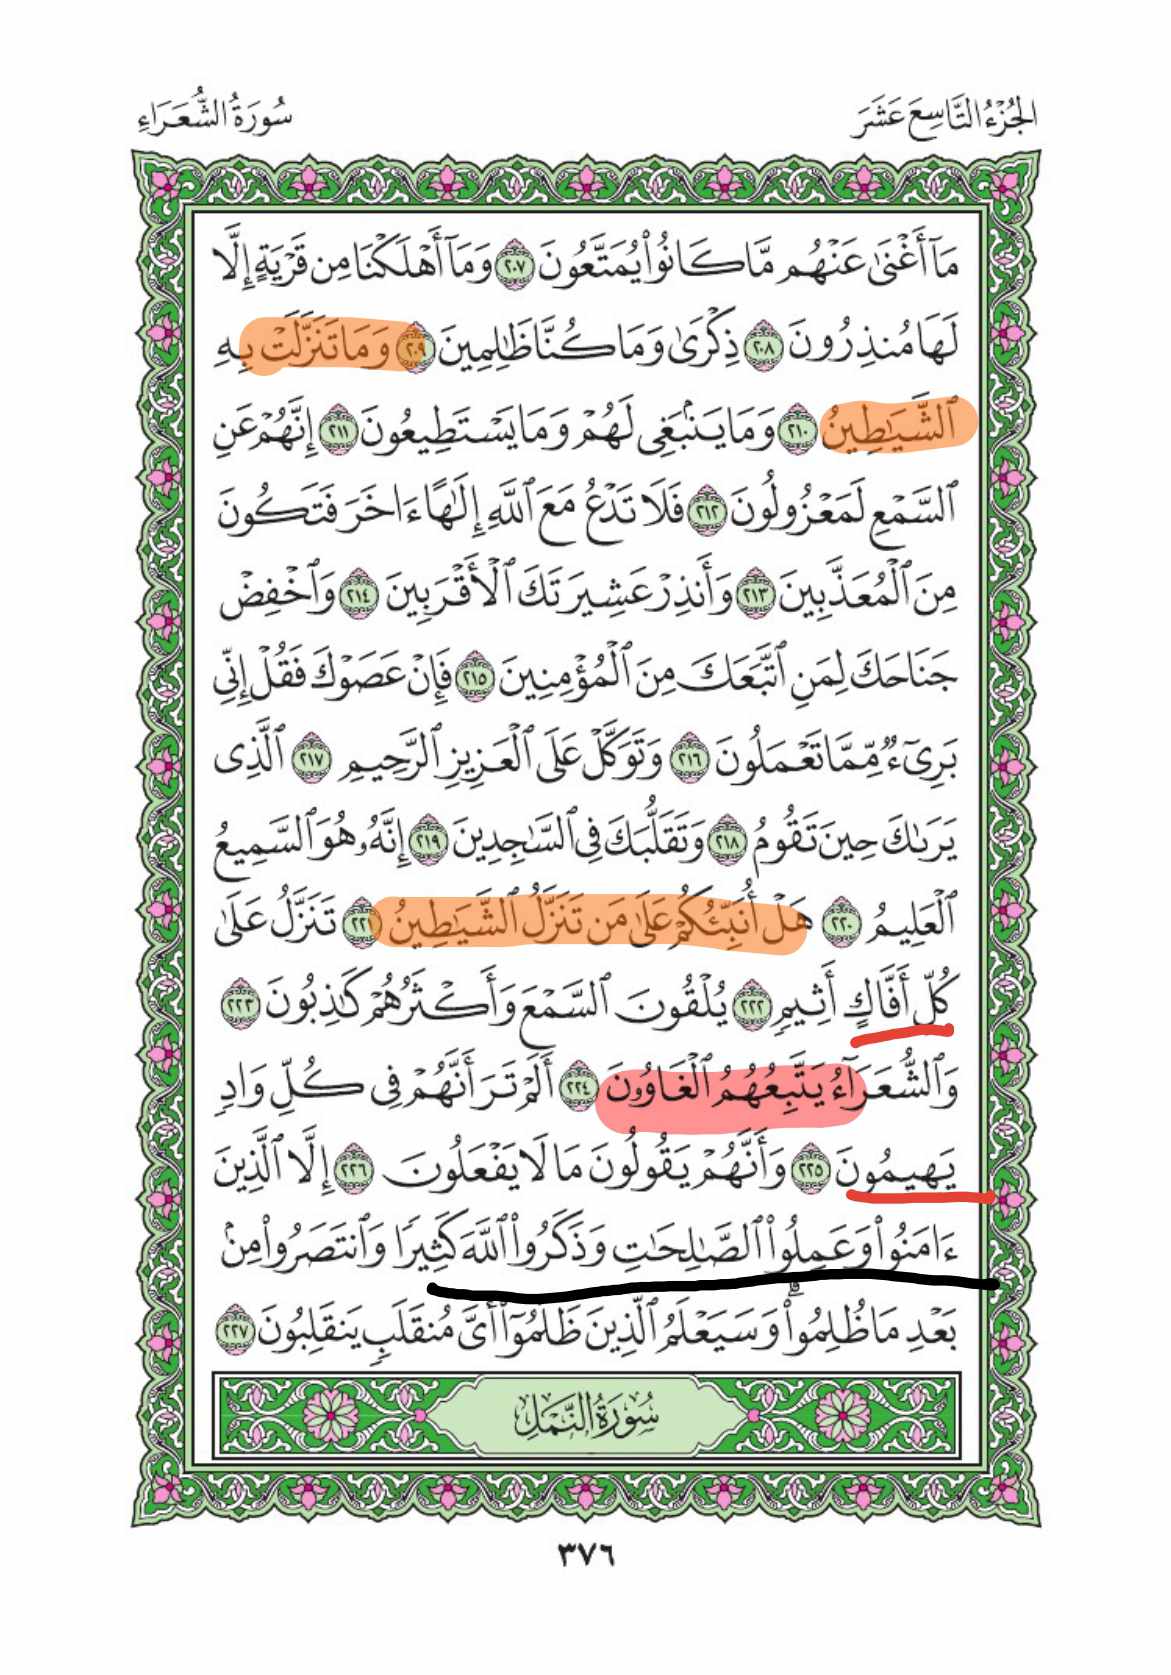 الجُزْءُ التَّاسِعَ عَشَرَ
سُورَةُ الشُّعَرَاءِ
مَآ أَغْنَىٰ عَنْهُم مَّا كَانُوا۟ يُمَتَّعُونَ ٢٠٧ وَمَآ أَهْلَكْنَا مِن قَرْيَةٍ إِلَّا
لَهَا مُنذِرُونَ ٢٠٨ ذِكْرَىٰ وَمَا كُنَّا ظَـٰلِمِينَ ٢٠٩ وَمَا تَنَزَّلَتْ بِهِ
ٱلشَّيَـٰطِينُ ٢١٠ وَمَا يَنۢبَغِى لَهُمْ وَمَا يَسْتَطِيعُونَ ٢١١ إِنَّهُمْ عَنِ
ٱلسَّمْعِ لَمَعْزُولُونَ ٢١٢ فَلَا تَدْعُ مَعَ ٱللَّهِ إِلَـٰهًا ءَاخَرَ فَتَكُونَ
مِنَ ٱلْمُعَذَّبِينَ ٢١٣ وَأَنذِرْ عَشِيرَتَكَ ٱلْأَقْرَبِينَ ٢١٤ وَٱخْفِضْ
جَنَاحَكَ لِمَنِ ٱتَّبَعَكَ مِنَ ٱلْمُؤْمِنِينَ ٢١٥ فَإِنْ عَصَوْكَ فَقُلْ إِنِّى
بَرِىٓءٌ مِّمَّا تَعْمَلُونَ ٢١٦ وَتَوَكَّلْ عَلَى ٱلْعَزِيزِ ٱلرَّحِيمِ ٢١٧ ٱلَّذِى
يَرَىٰكَ حِينَ تَقُومُ ٢١٨ وَتَقَلُّبَكَ فِى ٱلسَّـٰجِدِينَ ٢١٩ إِنَّهُۥ هُوَ ٱلسَّمِيعُ
ٱلْعَلِيمُ ٢٢٠ هَلْ أُنَبِّئُكُمْ عَلَىٰ مَن تَنَزَّلُ ٱلشَّيَـٰطِينُ ٢٢١ تَنَزَّلُ عَلَىٰ
كُلِّ أَفَّاكٍ أَثِيمٍ ٢٢٢ يُلْقُونَ ٱلسَّمْعَ وَأَكْثَرُهُمْ كَـٰذِبُونَ ٢٢٣
وَٱلشُّعَرَآءُ يَتَّبِعُهُمُ ٱلْغَاوُۥنَ ٢٢٤ أَلَمْ تَرَ أَنَّهُمْ فِى كُلِّ وَادٍ
يَهِيمُونَ ٢٢٥ وَأَنَّهُمْ يَقُولُونَ مَا لَا يَفْعَلُونَ ٢٢٦ إِلَّا ٱلَّذِينَ
ءَامَنُوا۟ وَعَمِلُوا۟ ٱلصَّـٰلِحَـٰتِ وَذَكَرُوا۟ ٱللَّهَ كَثِيرًا وَٱنتَصَرُوا۟ مِنۢ
بَعْدِ مَا ظُلِمُوا۟ ۗ وَسَيَعْلَمُ ٱلَّذِينَ ظَلَمُوٓا۟ أَىَّ مُنقَلَبٍ يَنقَلِبُونَ ٢٢٧
سُورَةُ النَّمْلِ
٣٧٦